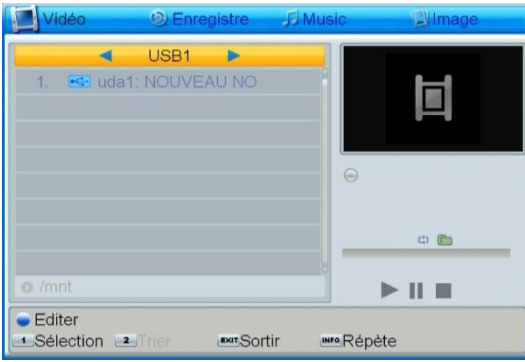 Vidéo Enregistre Music Image
USB1
1. uda1: NOUVEAU NO
/mnt
Editer
1 Sélection 2 Trier EXIT Sortir INFO Répète